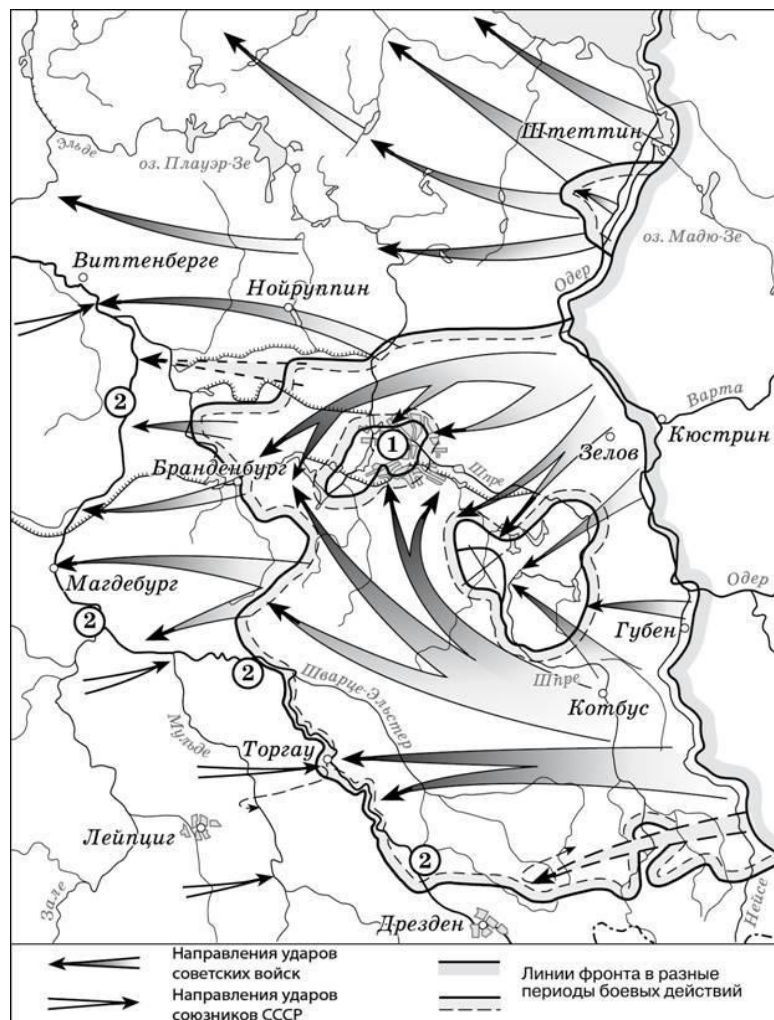 Штеттин
Эльде
оз. Плауэр-Зе
оз. Мадю-Зе
Виттенберге
Одер
Нойруппин
Варта
2
1
Кюстрин
Зелов
Бранденбург
Шпре
Магдебург
Одер
2
Губен
2
Шварце-Эльстер
Шпре
Котбус
Мульде
Торгау
Лейпциг
2
Зале
Нейсе
Дрезден
Направления ударов
советских войск
Направления ударов
союзников СССР
Линии фронта в разные
периоды боевых действий